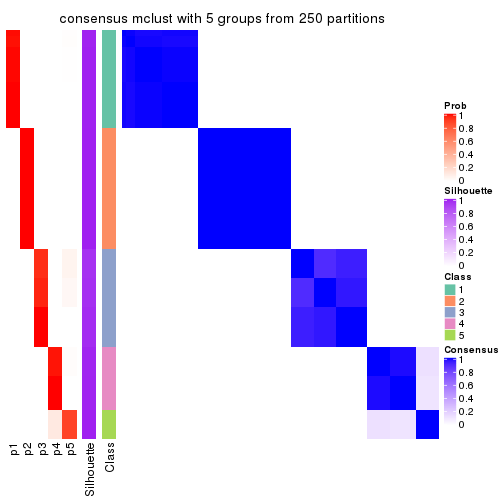 consensus mclust with 5 groups from 250 partitions
Prob
1
0.8
0.6
0.4
0.2
0
Silhouette
1
0.8
0.6
0.4
0.2
0
Class
1
2
3
4
5
Consensus
1
0.8
0.6
0.4
0.2
0
p1
p2
p3
p4
p5
Silhouette
Class